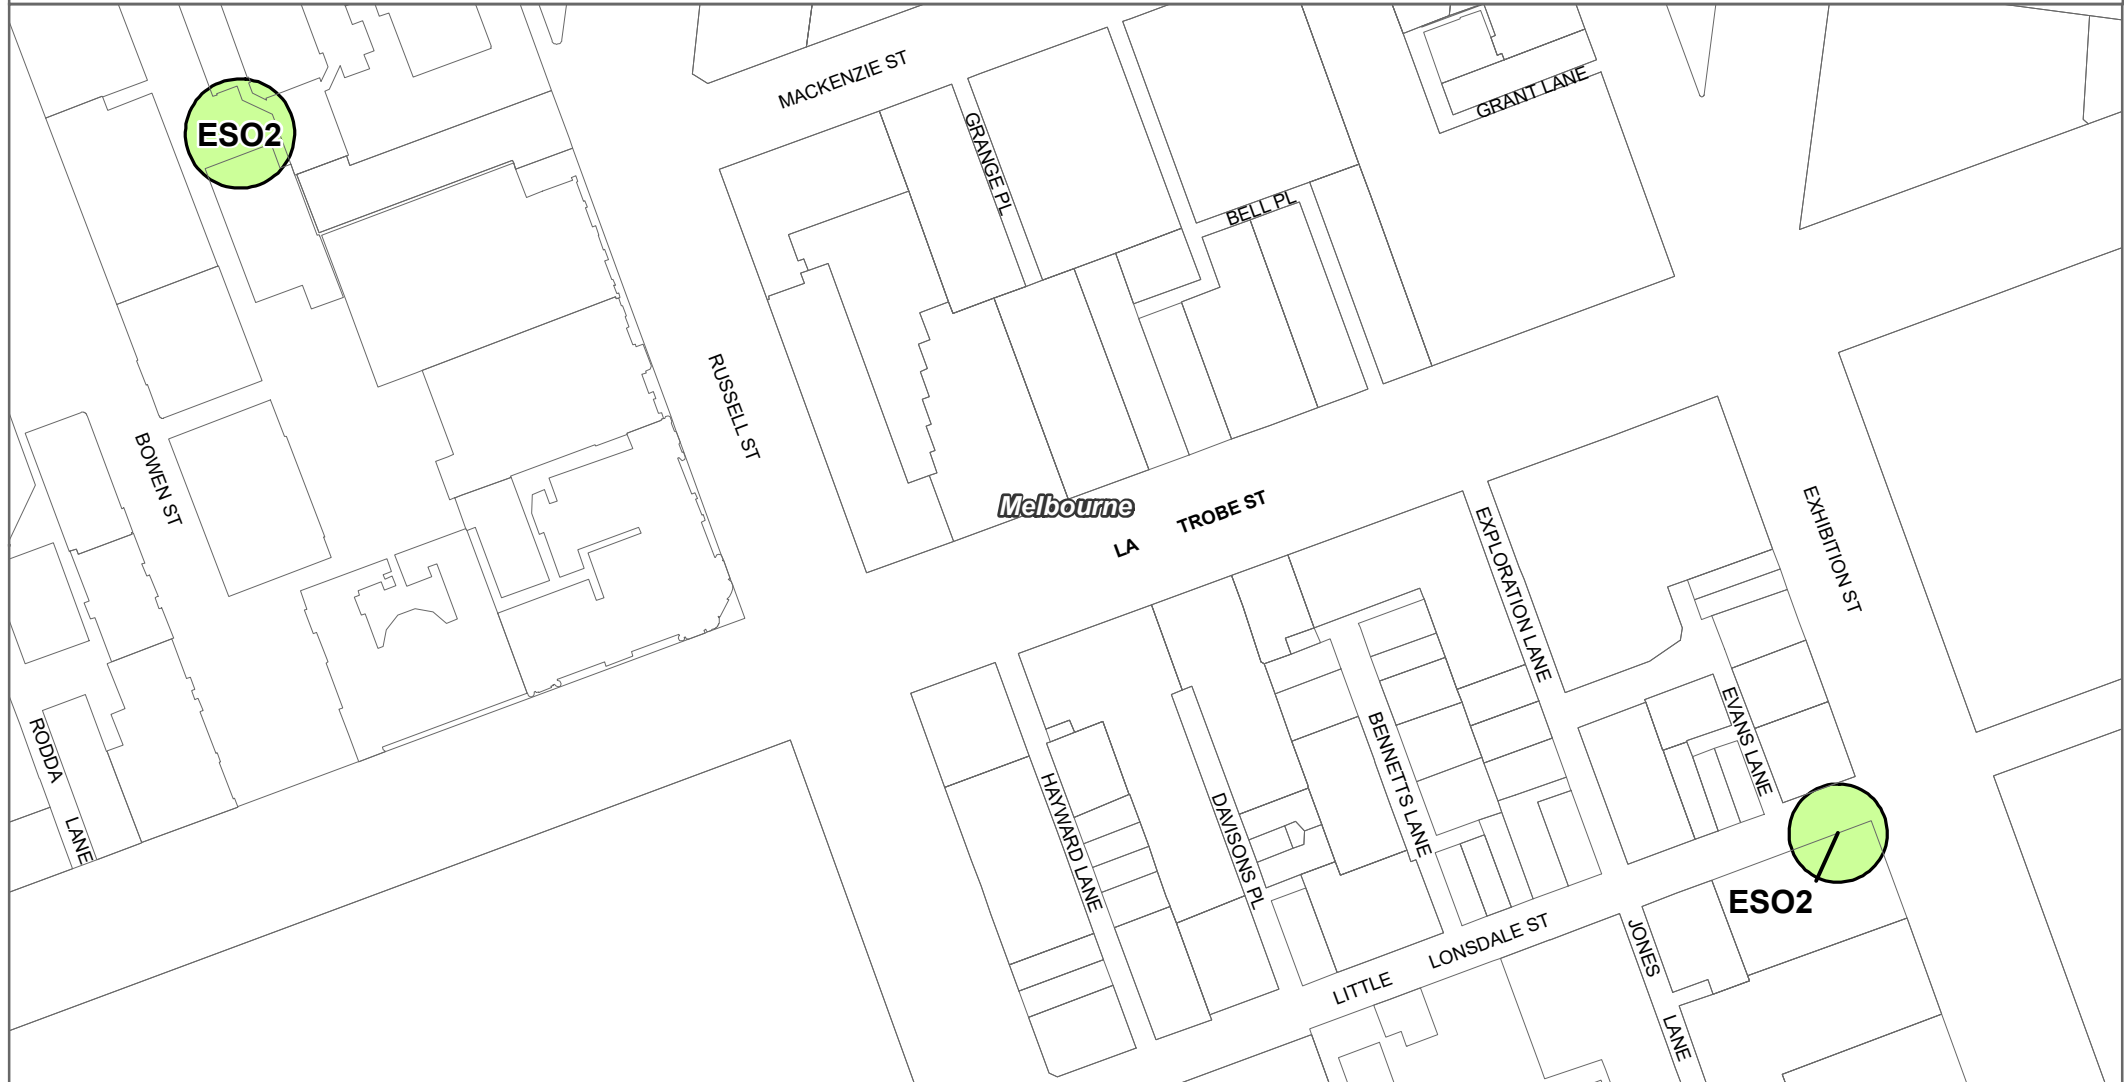 MACKENZIE ST
GRANT LANE
ESO2
GRANGE PL
BELL PL
RUSSELL ST
BOWEN ST
Melbourne
LA TROBE ST
EXPLORATION LANE
EXHIBITION ST
RODDA LANE
HAYWARD LANE
DAVISONS PL
BENNETTS LANE
EVANS LANE
ESO2
LITTLE LONSDALE ST
JONES LANE